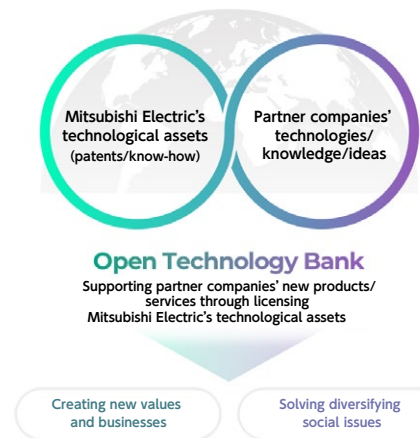 Mitsubishi Electric's
technological assets
(patents/know-how)
Partner companies'
technologies/
knowledge/ideas
Open Technology Bank
Supporting partner companies' new products/
services through licensing
Mitsubishi Electric's technological assets
Creating new values
and businesses
Solving diversifying
social issues